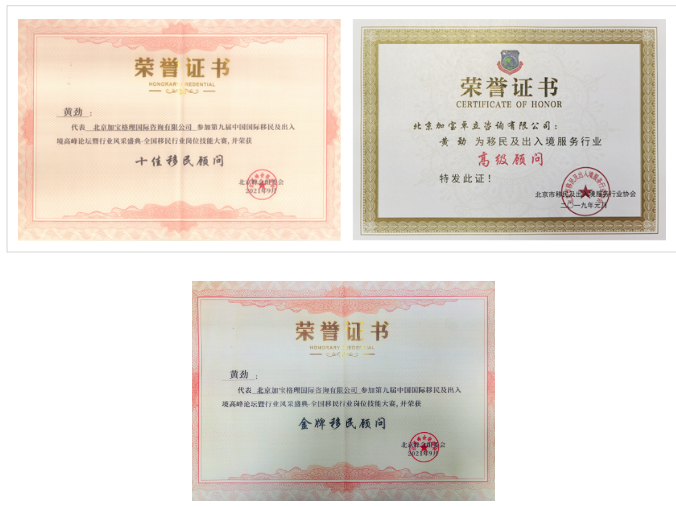 荣誉证书
HONORARY CREDENTIAL
黄劲：
代表 北京加宝格理国际咨询有限公司 参加第九届中国国际移民及出入
境高峰论坛暨行业风采盛典-全国移民行业岗位技能大赛，并荣获
十佳移民顾问
2021年9月
荣誉证书
CERTIFICATE OF HONOR
北京加宝卓立咨询有限公司：
黄劲 为移民及出入境服务行业
高级顾问
特发此证！
北京市移民及出入境服务行业协会
二〇一九年元月
荣誉证书
HONORARY CREDENTIAL
黄劲：
代表 北京加宝格理国际咨询有限公司 参加第九届中国国际移民及出入
境高峰论坛暨行业风采盛典-全国移民行业岗位技能大赛，并荣获
金牌移民顾问
2021年9月